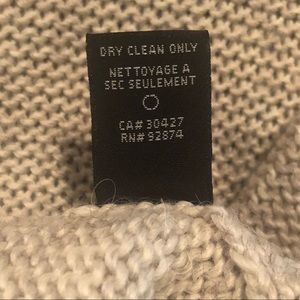 DRY CLEAN ONLY
NETTOYAGE A
SEC SEULEMENT
CA# 30427
RN# 92874